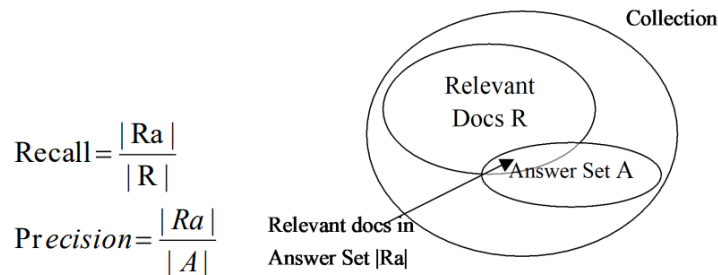 Collection
Relevant
Docs R
Recall = |Ra| / |R|
Answer Set A
Precision = |Ra| / |A|
Relevant docs in
Answer Set |Ra|